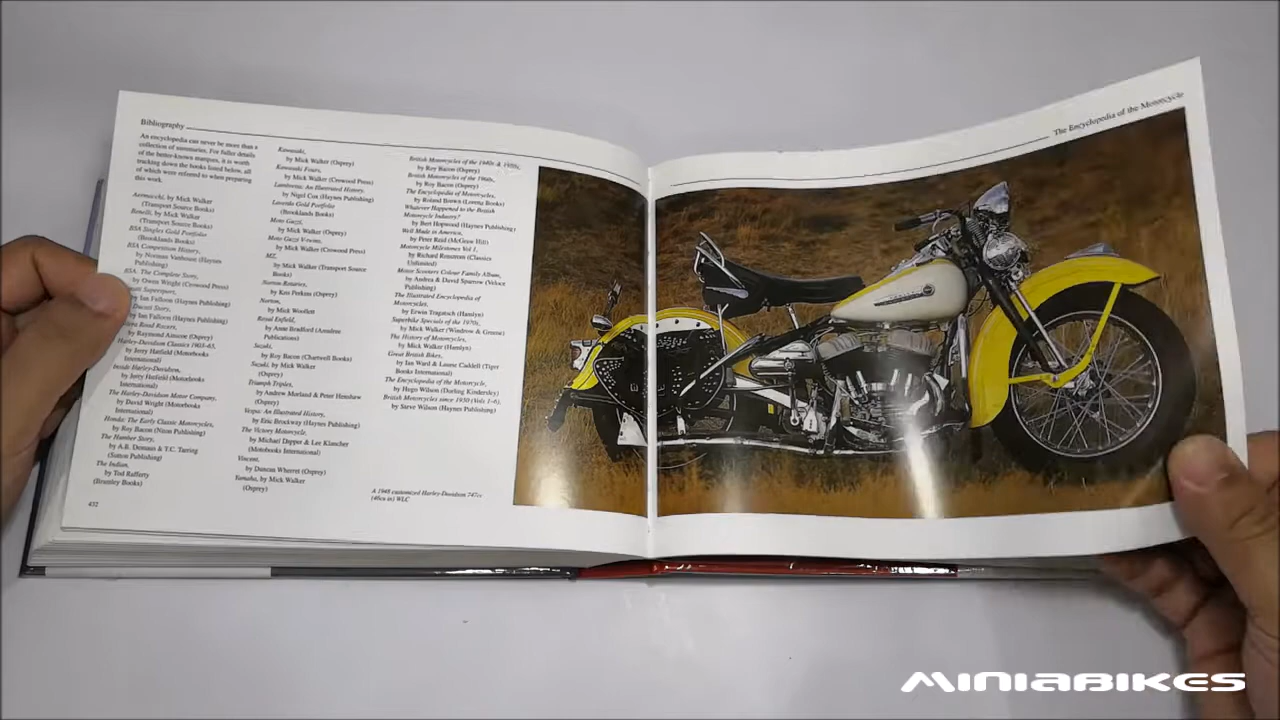 Bibliography
An encyclopedia can never be more than a
collection of summaries. For fuller details
of the better-known marques, it is worth
tracking down the books listed below, all
of which were referred to when preparing
this work.
Aermacchi, by Mick Walker
(Transport Source Books)
Benelli, by Mick Walker
(Transport Source Books)
BSA Singles Gold Portfolio
(Brooklands Books)
BSA Competition History,
by Norman Vanhouse (Haynes
Publishing)
BSA: The Complete Story,
by Owen Wright (Crowood Press)
Supersport,
by Ian Falloon (Haynes Publishing)
Ducati Story,
by Ian Falloon (Haynes Publishing)
Road Racers,
by Raymond Ainscoe (Osprey)
Harley-Davidson Classics 1903-65,
by Jerry Hatfield (Motorbooks
International)
Inside Harley-Davidson,
by Jerry Hatfield (Motorbooks
International)
The Harley-Davidson Motor Company,
by David Wright (Motorbooks
International)
Honda: The Early Classic Motorcycles,
by Roy Bacon (Niton Publishing)
The Humber Story,
by A.B. Demaus & T.C. Tarring
(Sutton Publishing)
The Indian,
by Tod Rafferty
(Bramley Books)
Kawasaki,
by Mick Walker (Osprey)
Kawasaki Fours,
by Mick Walker (Crowood Press)
Lambretta: An Illustrated History,
by Nigel Cox (Haynes Publishing)
Laverda Gold Portfolio
(Brooklands Books)
Moto Guzzi,
by Mick Walker (Osprey)
Moto Guzzi V-twins,
by Mick Walker (Crowood Press)
MZ,
by Mick Walker (Transport Source
Books)
Norton Rotaries,
by Kris Perkins (Osprey)
Norton,
by Mick Woollett
Royal Enfield,
by Anne Bradford (Amulree
Publications)
Suzuki,
by Roy Bacon (Chartwell Books)
Suzuki, by Mick Walker
(Osprey)
Triumph Triples,
by Andrew Morland & Peter Henshaw
(Osprey)
Vespa: An Illustrated History,
by Eric Brockway (Haynes Publishing)
The Victory Motorcycle,
by Michael Dapper & Lee Klancher
(Motorbooks International)
Vincent,
by Duncan Wherret (Osprey)
Yamaha, by Mick Walker
(Osprey)
British Motorcycles of the 1940s & 1950s,
by Roy Bacon (Osprey)
British Motorcycles of the 1960s,
by Roy Bacon (Osprey)
The Encyclopedia of Motorcycles,
by Roland Brown (Lorenz Books)
Whatever Happened to the British
Motorcycle Industry?
by Bert Hopwood (Haynes Publishing)
Well Made in America,
by Peter Reid (McGraw Hill)
Motorcycle Milestones Vol 1,
by Richard Renstrom (Classics
Unlimited)
Motor Scooters Colour Family Album,
by Andrea & David Sparrow (Veloce
Publishing)
The Illustrated Encyclopedia of
Motorcycles,
by Erwin Tragatsch (Hamlyn)
Superbike Specials of the 1970s,
by Mick Walker (Windrow & Greene)
The History of Motorcycles,
by Mick Walker (Hamlyn)
Great British Bikes,
by Ian Ward & Laurie Caddell (Tiger
Books International)
The Encyclopedia of the Motorcycle,
by Hugo Wilson (Dorling Kindersley)
British Motorcycles since 1950 (Vols 1-6),
by Steve Wilson (Haynes Publishing)
A 1948 customized Harley-Davidson 747cc
(46cu in) WLC
432
The Encyclopedia of the Motorcycle
MINIABIKES